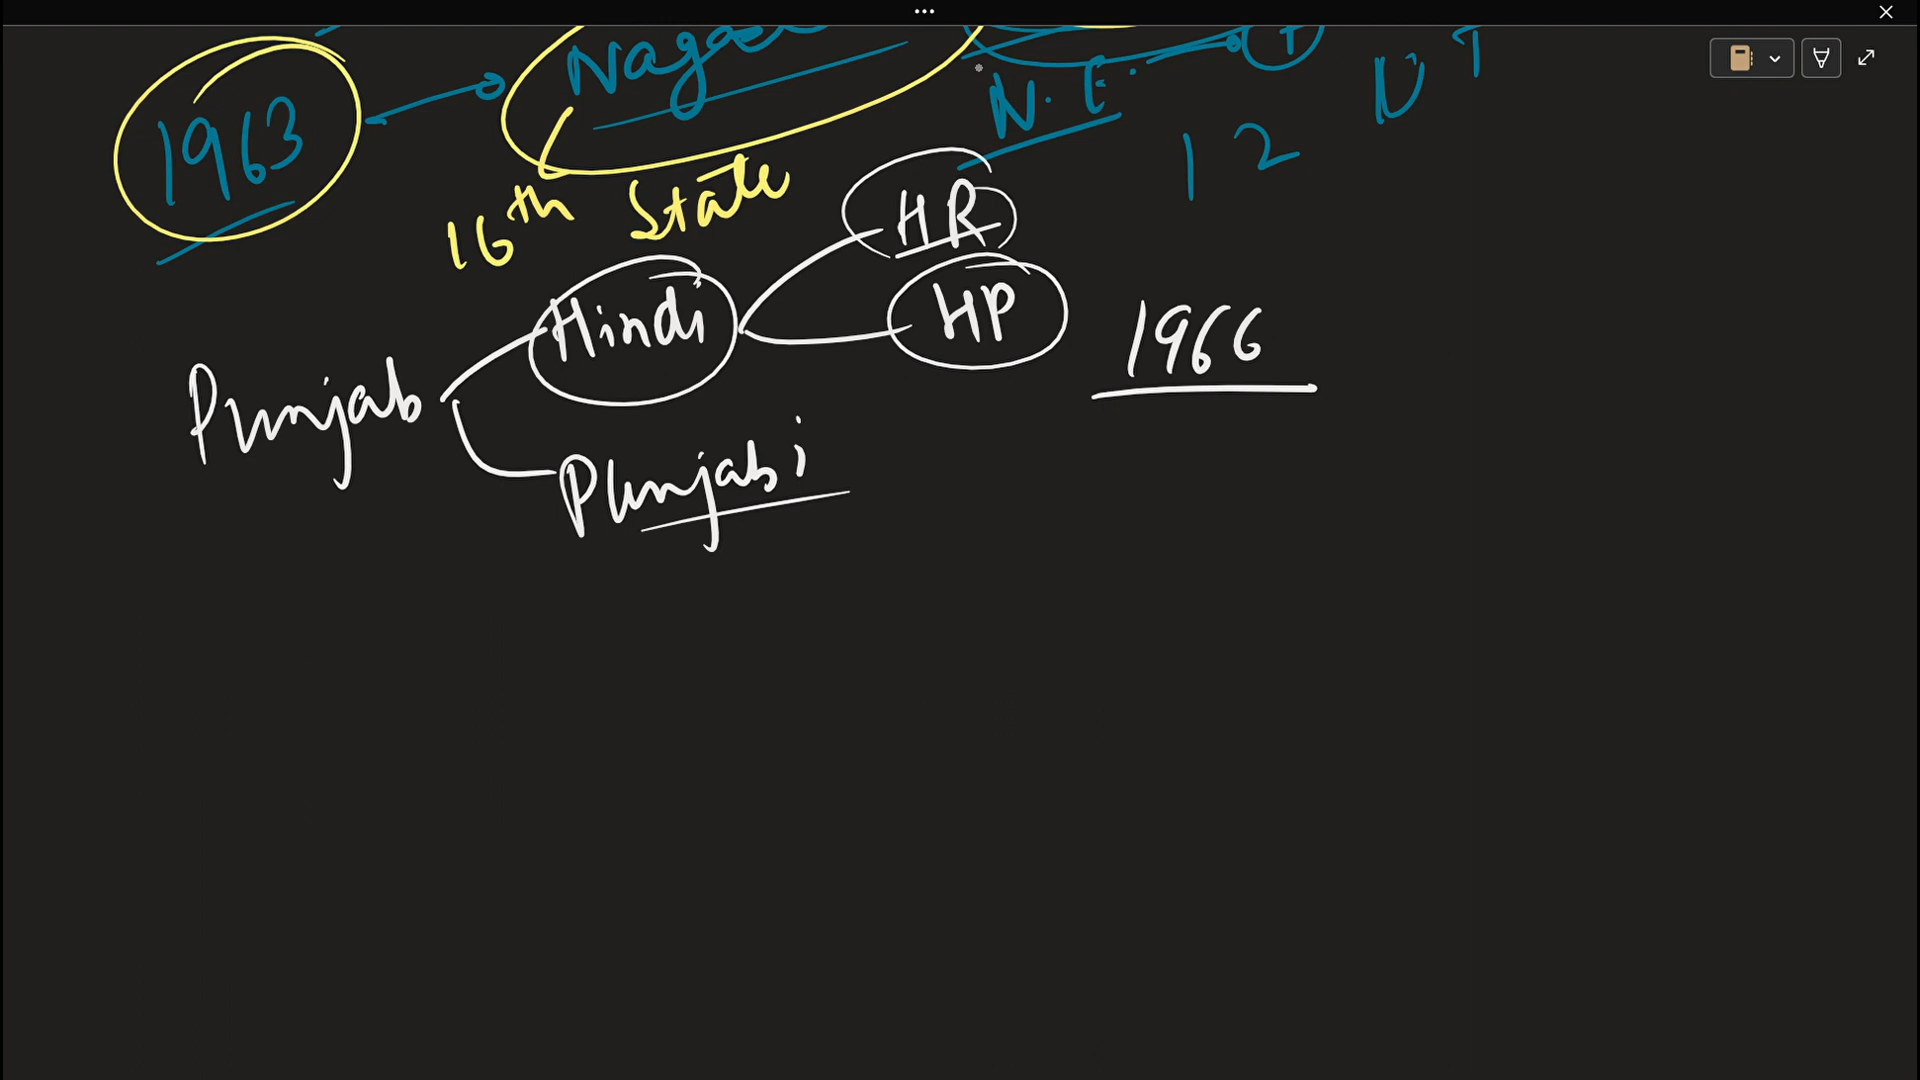 1963
N.E.
12
16th State
HR
Hindi
HP
1966
Punjab
Punjabi